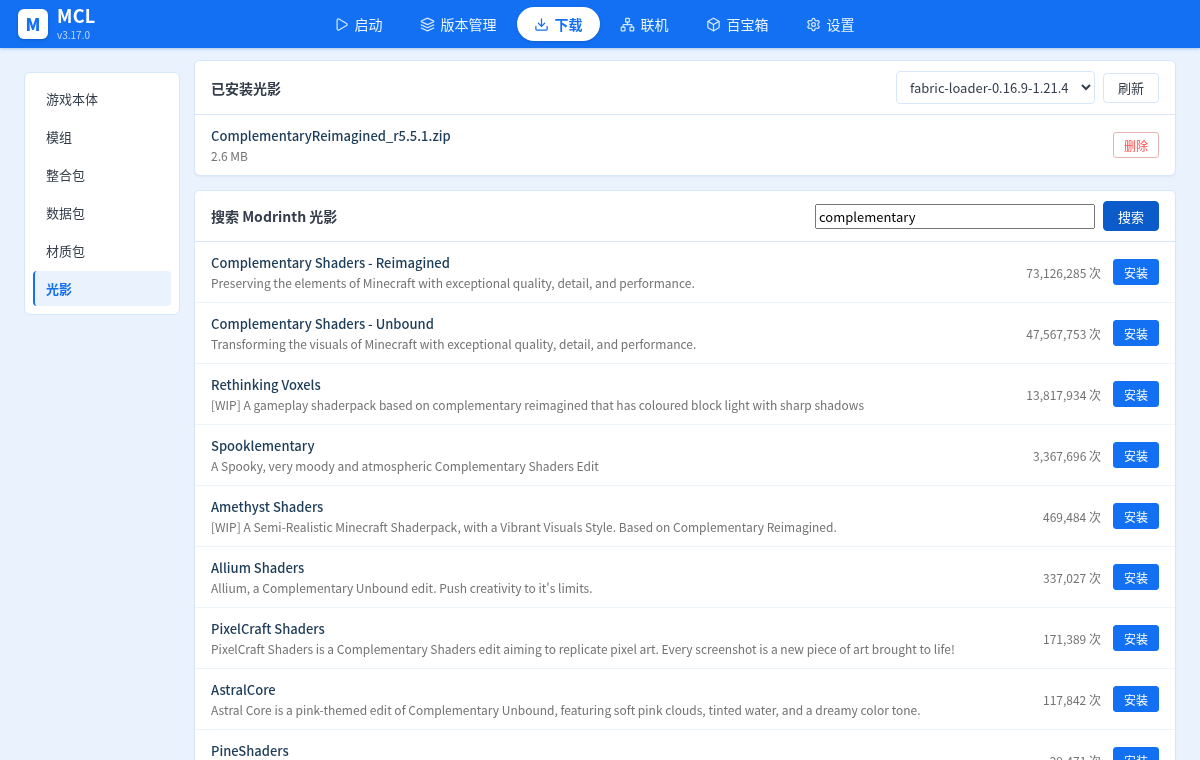 M
MCL
v3.17.0
启动
版本管理
下载
联机
百宝箱
设置
游戏本体
模组
整合包
数据包
材质包
光影
已安装光影
fabric-loader-0.16.9-1.21.4
刷新
ComplementaryReimagined_r5.5.1.zip
2.6 MB
删除
搜索 Modrinth 光影
complementary
搜索
Complementary Shaders - Reimagined
Preserving the elements of Minecraft with exceptional quality, detail, and performance.
73,126,285 次
安装
Complementary Shaders - Unbound
Transforming the visuals of Minecraft with exceptional quality, detail, and performance.
47,567,753 次
安装
Rethinking Voxels
[WIP] A gameplay shaderpack based on complementary reimagined that has coloured block light with sharp shadows
13,817,934 次
安装
Spooklementary
A Spooky, very moody and atmospheric Complementary Shaders Edit
3,367,696 次
安装
Amethyst Shaders
[WIP] A Semi-Realistic Minecraft Shaderpack, with a Vibrant Visuals Style. Based on Complementary Reimagined.
469,484 次
安装
Allium Shaders
Allium, a Complementary Unbound edit. Push creativity to it's limits.
337,027 次
安装
PixelCraft Shaders
PixelCraft Shaders is a Complementary Shaders edit aiming to replicate pixel art. Every screenshot is a new piece of art brought to life!
171,389 次
安装
AstralCore
Astral Core is a pink-themed edit of Complementary Unbound, featuring soft pink clouds, tinted water, and a dreamy color tone.
117,842 次
安装
PineShaders
安装